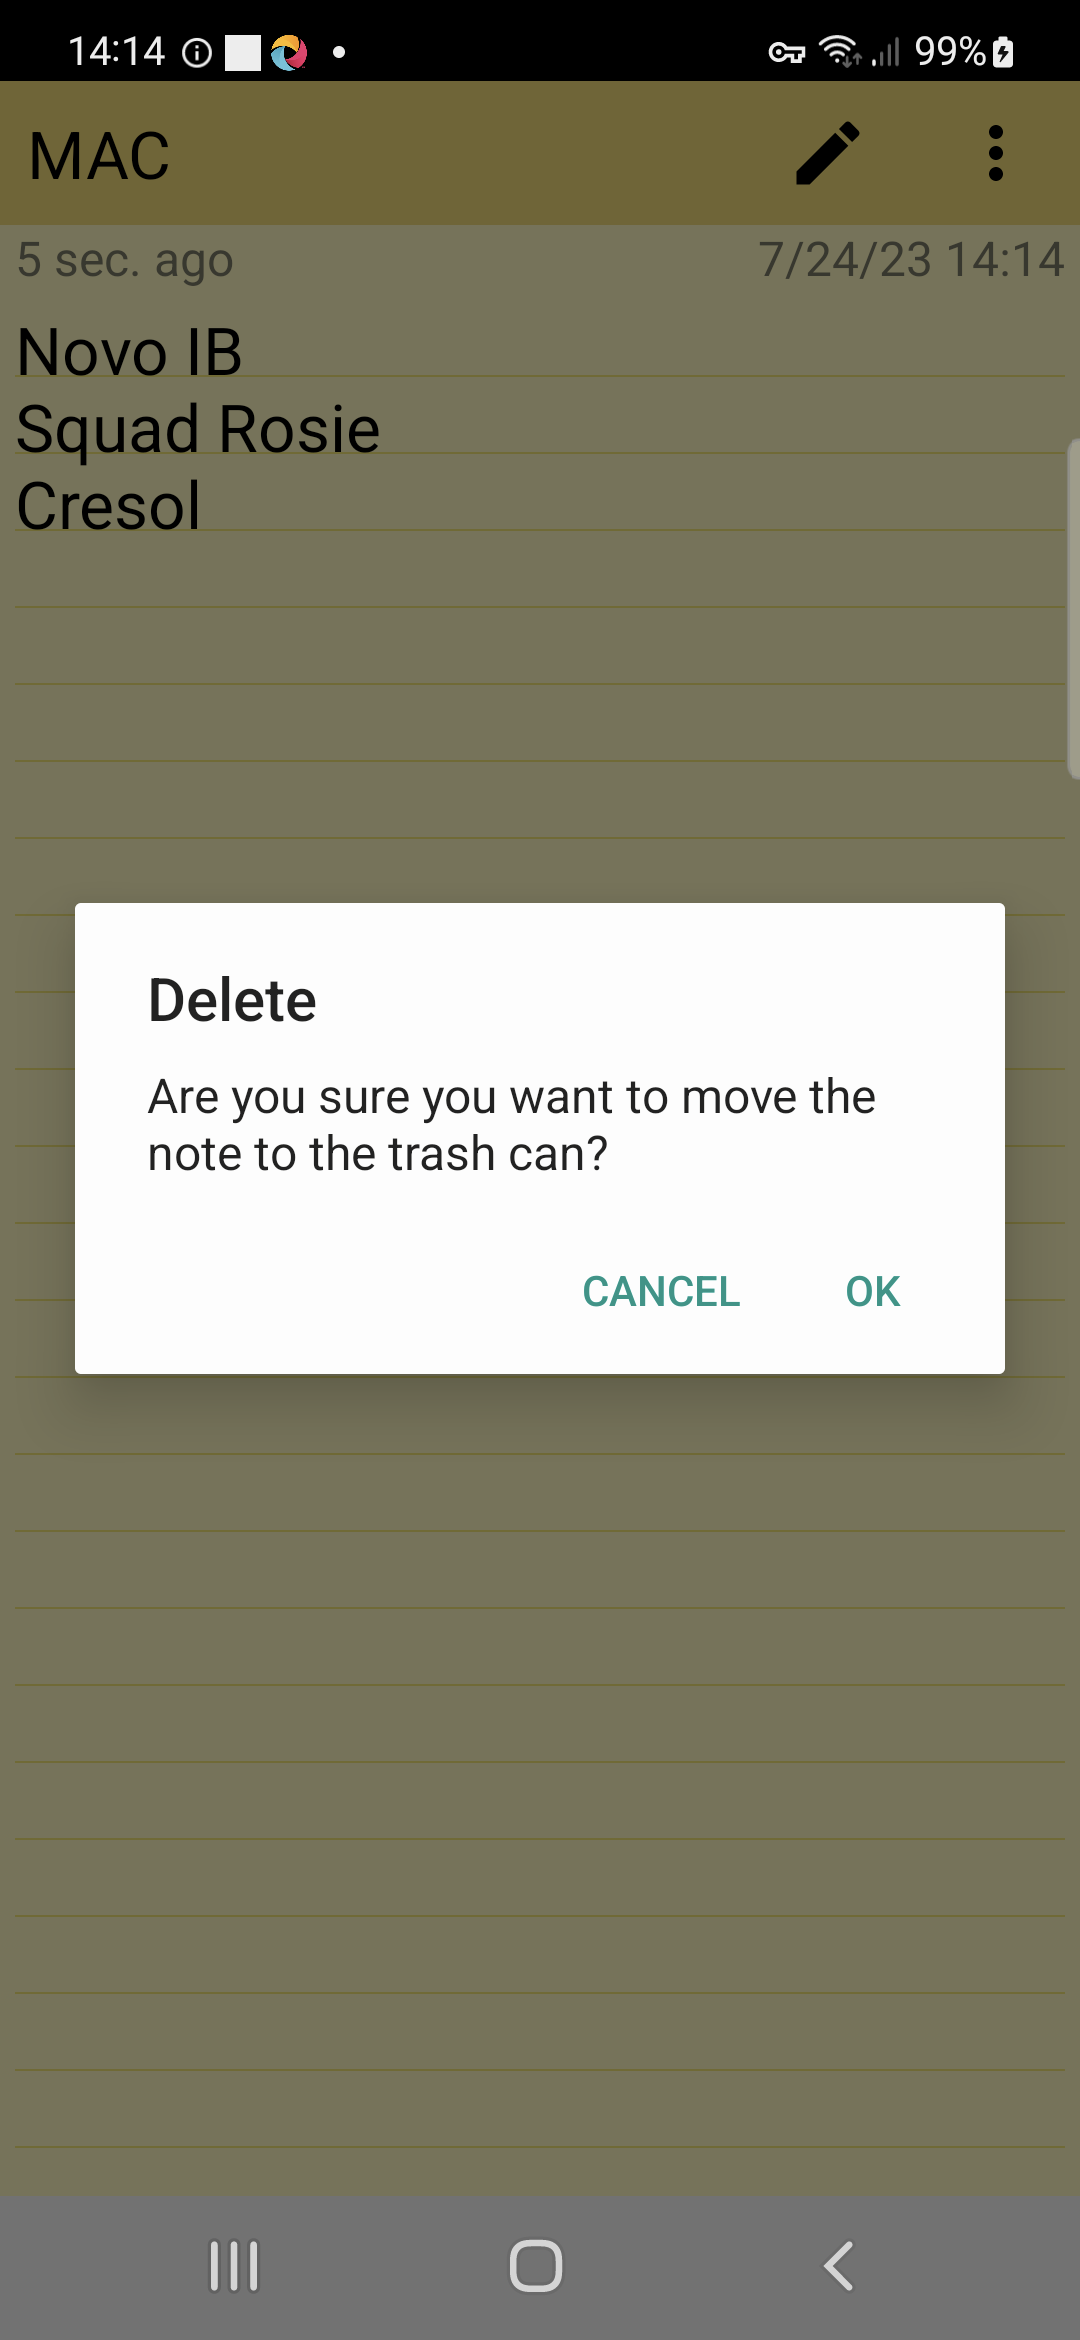 14:14 99%
MAC
5 sec. ago 7/24/23 14:14
Novo IB
Squad Rosie
Cresol
Delete
Are you sure you want to move the
note to the trash can?
CANCEL OK